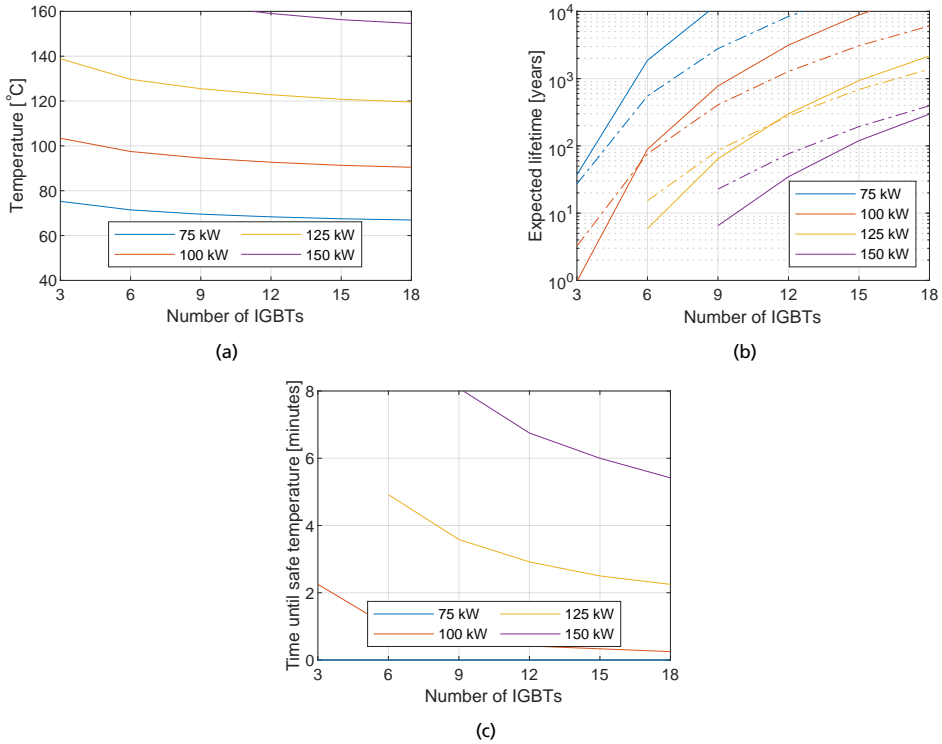 160
140
120
100
80
60
40
3
6
9
12
15
18
Temperature [°C]
Number of IGBTs
75 kW
125 kW
100 kW
150 kW
(a)
10^4
10^3
10^2
10^1
10^0
3
6
9
12
15
18
Expected lifetime [years]
Number of IGBTs
75 kW
100 kW
125 kW
150 kW
(b)
8
6
4
2
0
3
6
9
12
15
18
Time until safe temperature [minutes]
Number of IGBTs
75 kW
125 kW
100 kW
150 kW
(c)